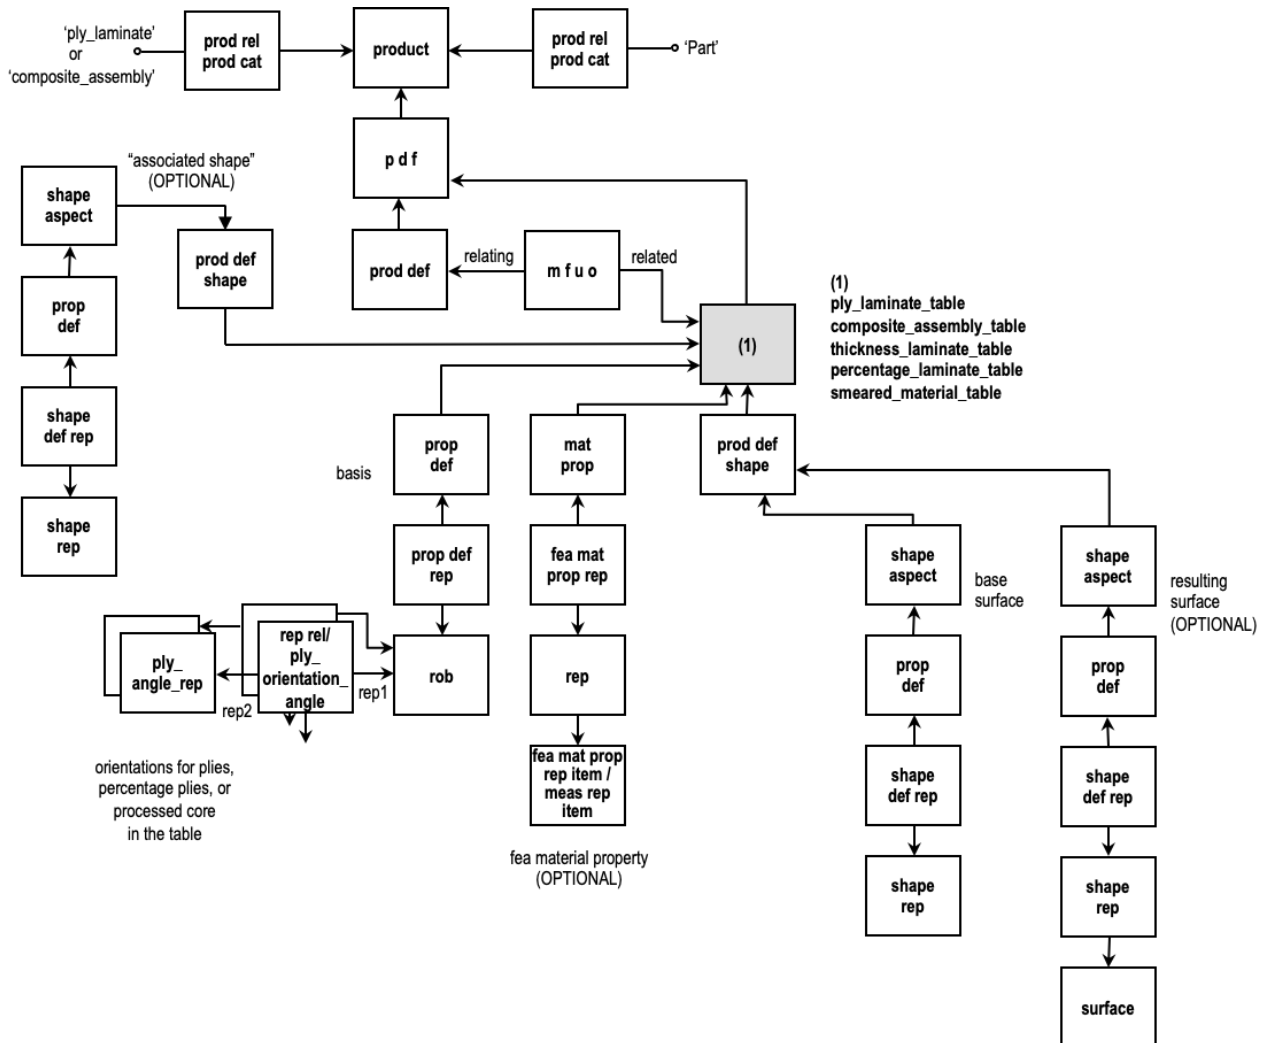 'ply_laminate'
or
'composite_assembly'
prod rel
prod cat
product
prod rel
prod cat
'Part'
p d f
"associated shape"
(OPTIONAL)
shape
aspect
prod def
shape
prod def
relating
m f u o
related
prop
def
(1)
(1)
ply_laminate_table
composite_assembly_table
thickness_laminate_table
percentage_laminate_table
smeared_material_table
shape
def rep
shape
rep
basis
prop
def
mat
prop
prod def
shape
prop def
rep
fea mat
prop rep
shape
aspect
base
surface
shape
aspect
resulting
surface
(OPTIONAL)
ply_
angle_rep
rep2
rep rel/
ply_
orientation_
angle
rep1
rob
rep
prop
def
prop
def
orientations for plies,
percentage plies, or
processed core
in the table
fea mat prop
rep item /
meas rep
item
fea material property
(OPTIONAL)
shape
def rep
shape
def rep
shape
rep
shape
rep
surface